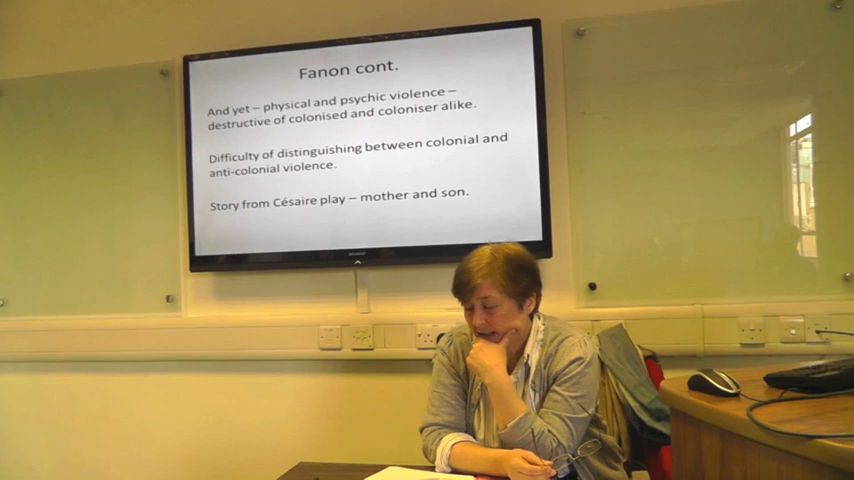 Fanon cont.
And yet – physical and psychic violence –
destructive of colonised and coloniser alike.
Difficulty of distinguishing between colonial and
anti-colonial violence.
Story from Césaire play – mother and son.
SHARP